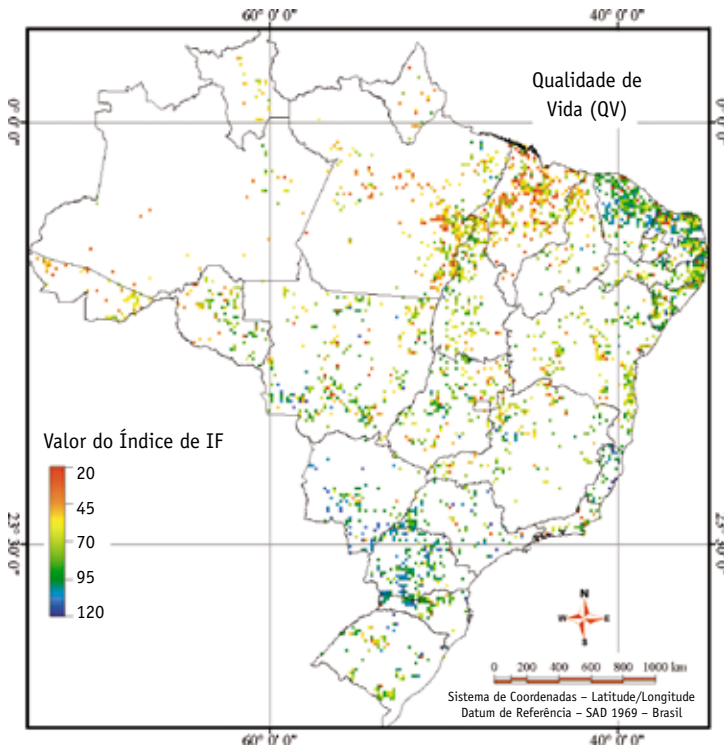 60° 0' 0"
40° 0' 0"
Qualidade de
Vida (QV)
0° 0' 0"
0° 0' 0"
Valor do Índice de IF
20
45
70
95
120
23° 30' 0"
23° 30' 0"
N
W
E
S
0 200 400 600 800 1000 km
Sistema de Coordenadas – Latitude/Longitude
Datum de Referência – SAD 1969 – Brasil
60° 0' 0"
40° 0' 0"